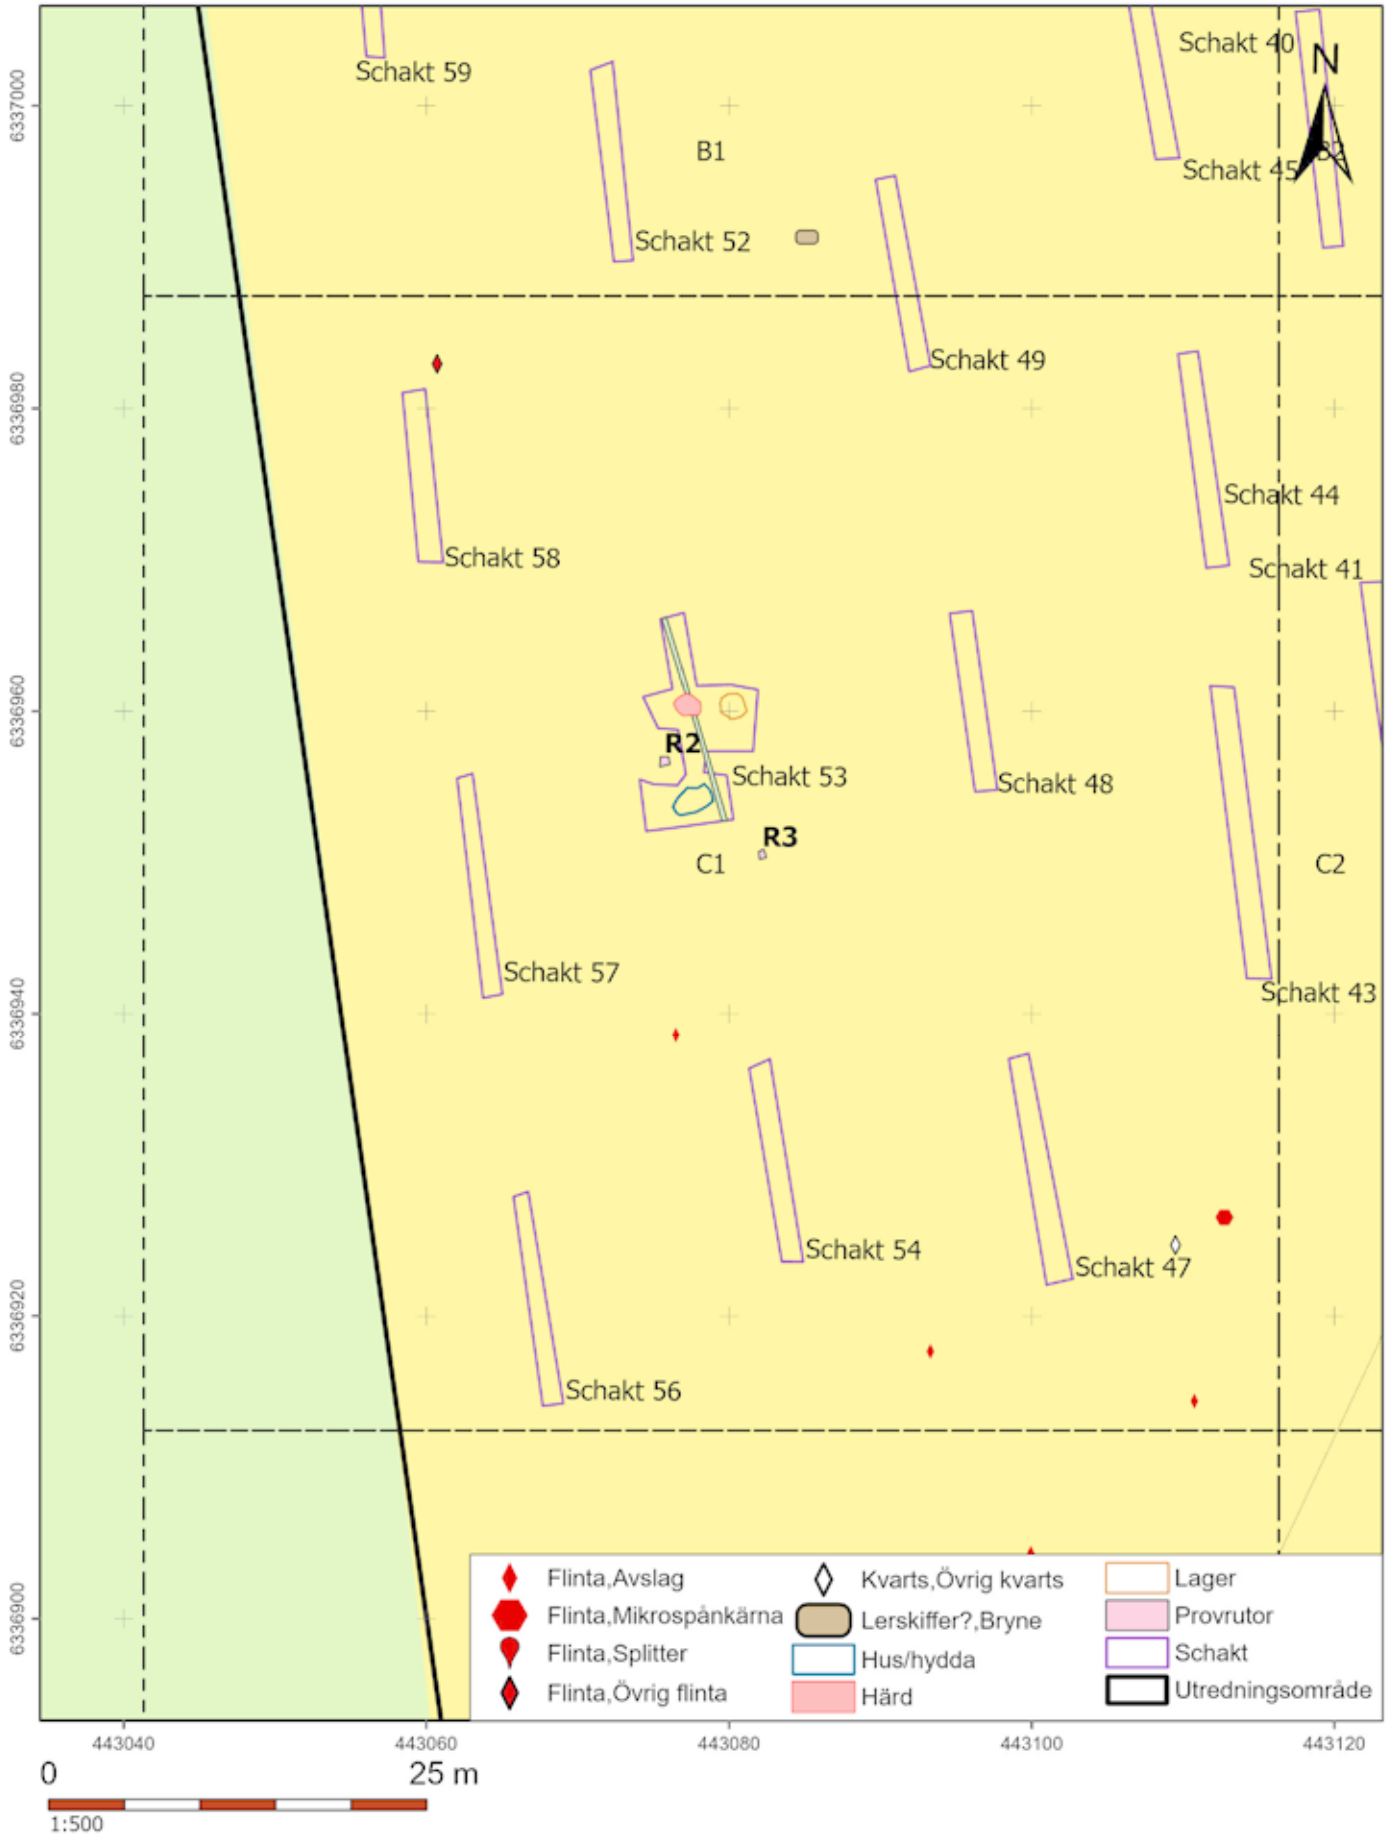 Schakt 40
N
Schakt 59
6337000
B1
B2
Schakt 45
Schakt 52
Schakt 49
6336980
Schakt 44
Schakt 58
Schakt 41
6336960
R2
Schakt 53
Schakt 48
R3
C1
C2
Schakt 57
Schakt 43
6336940
Schakt 54
Schakt 47
6336920
Schakt 56
6336900
Flinta,Avslag
Flinta,Mikrospånkärna
Flinta,Splitter
Flinta,Övrig flinta
Kvarts,Övrig kvarts
Lerskiffer?,Bryne
Hus/hydda
Härd
Lager
Provrutor
Schakt
Utredningsområde
443040 443060 443080 443100 443120
0 25 m
1:500